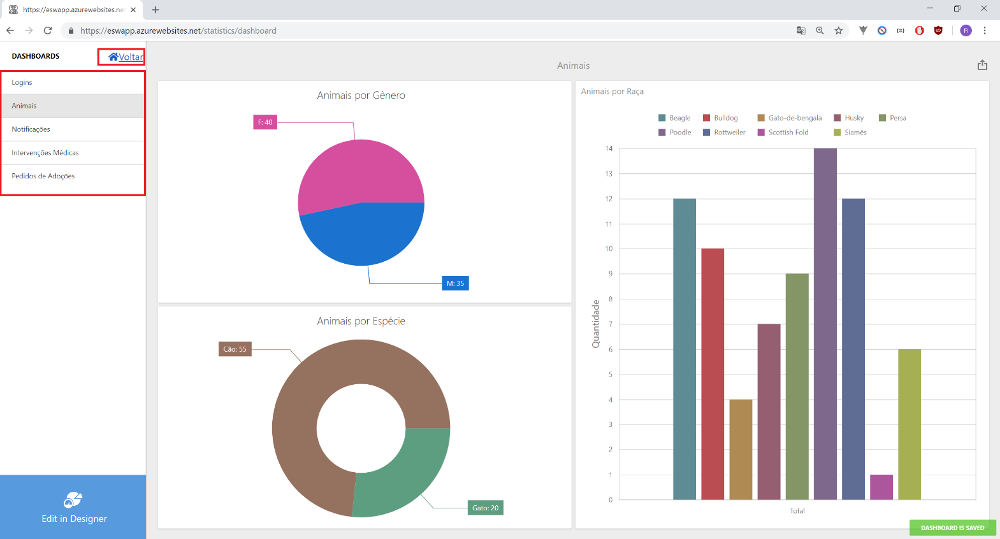 https://eswapp.azurewebsites.ne
https://eswapp.azurewebsites.net/statistics/dashboard
R
DASHBOARDS
Voltar
Logins
Animais
Notificações
Intervenções Médicas
Pedidos de Adoções
Edit in Designer
Animais
Animais por Gênero
F: 40
M: 35
Animais por Espécie
Cão: 55
Gato: 20
Animais por Raça
Beagle Bulldog Gato-de-bengala Husky Persa
Poodle Rottweiler Scottish Fold Siamês
14
13
12
11
10
9
8
7
6
5
4
3
2
1
0
Quantidade
Total
DASHBOARD IS SAVED